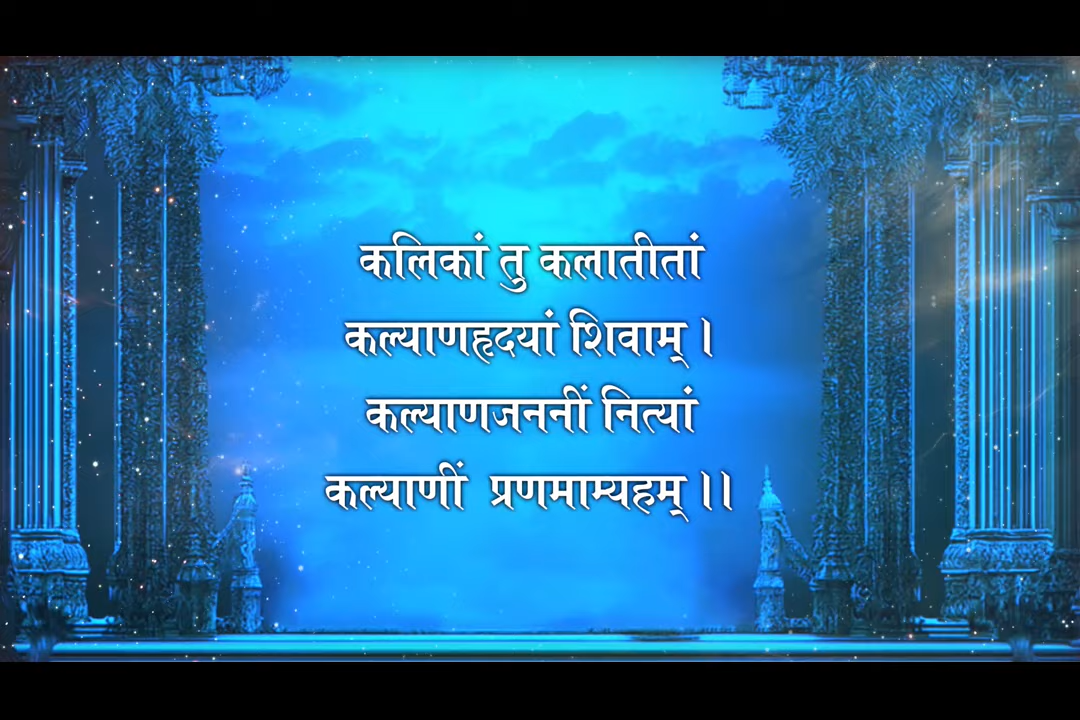 कलिकां तु कलातीतां
कल्याणहृदयां शिवाम् ।
कल्याणजननीं नित्यां
कल्याणीं प्रणमाम्यहम् ।।